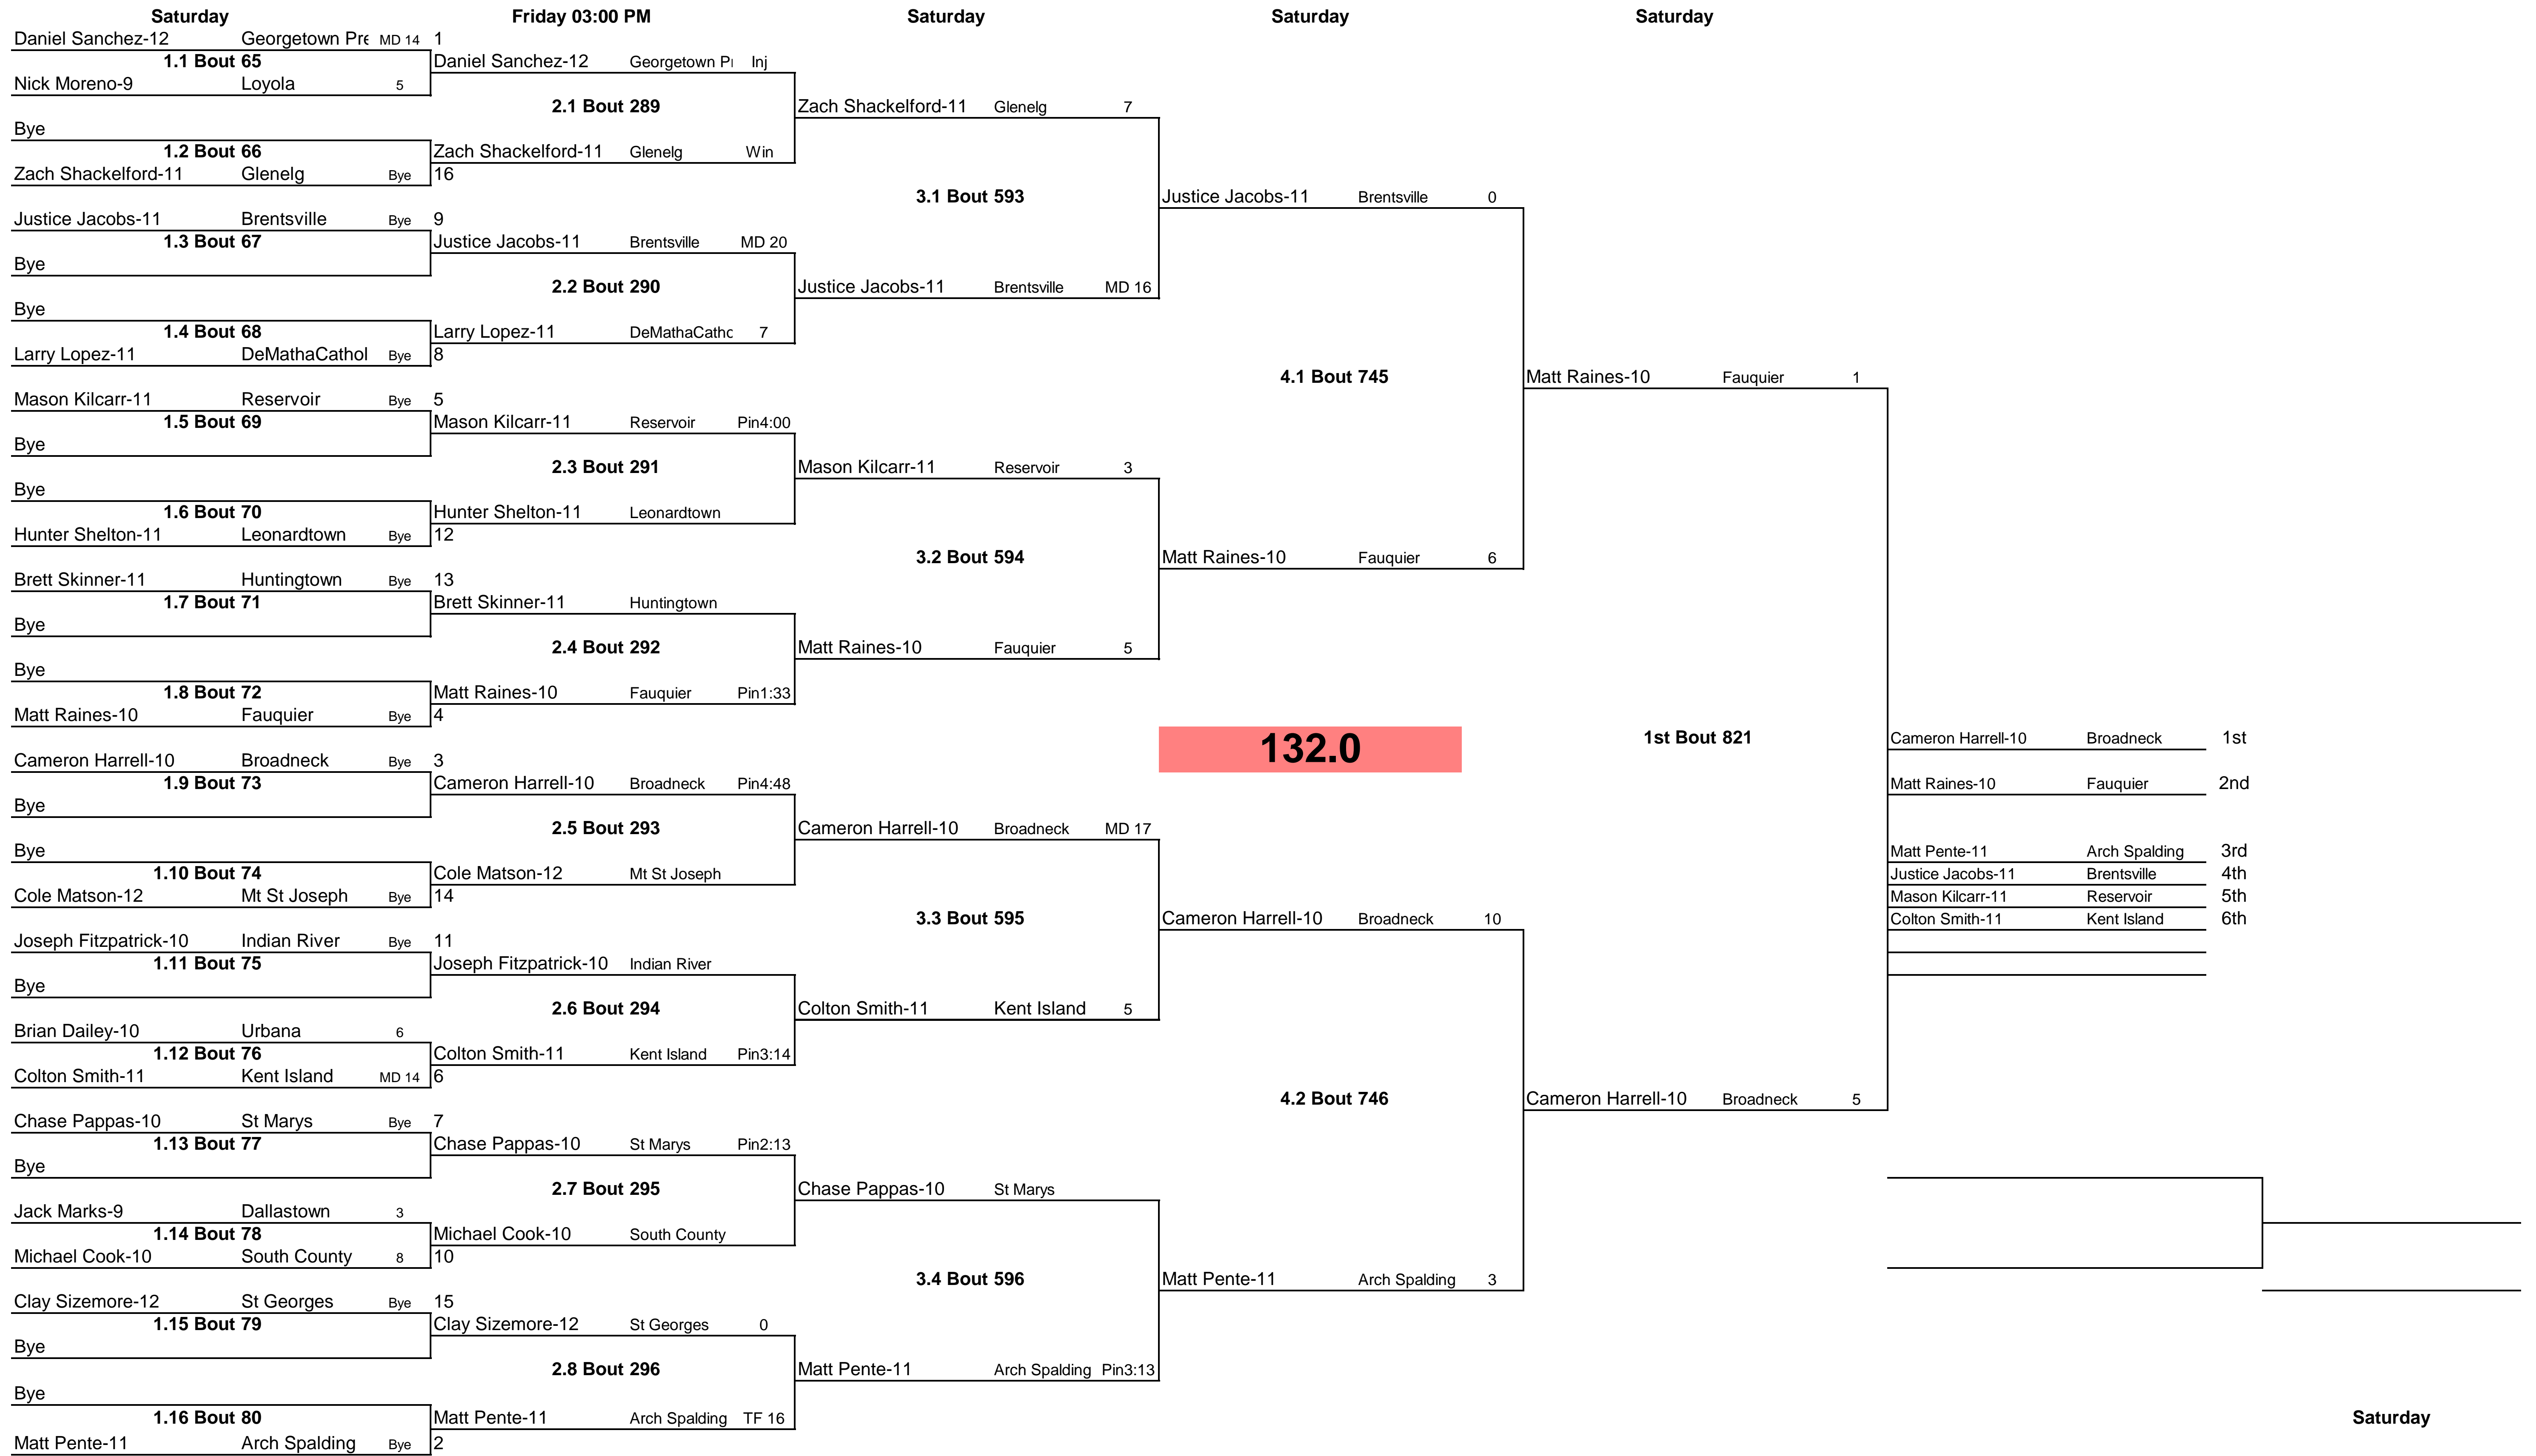 Saturday Friday 03:00 PM Saturday Saturday Saturday
Daniel Sanchez-12 Georgetown Pre MD 14 1
1.1 Bout 65 Daniel Sanchez-12 Georgetown Pr Inj
Nick Moreno-9 Loyola 5
2.1 Bout 289 Zach Shackelford-11 Glenelg 7
Bye
1.2 Bout 66 Zach Shackelford-11 Glenelg Win
Zach Shackelford-11 Glenelg Bye 16
3.1 Bout 593 Justice Jacobs-11 Brentsville 0
Justice Jacobs-11 Brentsville Bye 9
1.3 Bout 67 Justice Jacobs-11 Brentsville MD 20
Bye
2.2 Bout 290 Justice Jacobs-11 Brentsville MD 16
Bye
1.4 Bout 68 Larry Lopez-11 DeMathaCatho 7
Larry Lopez-11 DeMathaCathol Bye 8
4.1 Bout 745 Matt Raines-10 Fauquier 1
Mason Kilcarr-11 Reservoir Bye 5
1.5 Bout 69 Mason Kilcarr-11 Reservoir Pin4:00
Bye
2.3 Bout 291 Mason Kilcarr-11 Reservoir 3
Bye
1.6 Bout 70 Hunter Shelton-11 Leonardtown
Hunter Shelton-11 Leonardtown Bye 12
3.2 Bout 594 Matt Raines-10 Fauquier 6
Brett Skinner-11 Huntingtown Bye 13
1.7 Bout 71 Brett Skinner-11 Huntingtown
Bye
2.4 Bout 292 Matt Raines-10 Fauquier 5
Bye
1.8 Bout 72 Matt Raines-10 Fauquier Pin1:33
Matt Raines-10 Fauquier Bye 4
132.0 1st Bout 821 Cameron Harrell-10 Broadneck 1st
Cameron Harrell-10 Broadneck Bye 3
1.9 Bout 73 Cameron Harrell-10 Broadneck Pin4:48 Matt Raines-10 Fauquier 2nd
Bye
2.5 Bout 293 Cameron Harrell-10 Broadneck MD 17
Bye Matt Pente-11 Arch Spalding 3rd
1.10 Bout 74 Cole Matson-12 Mt St Joseph Justice Jacobs-11 Brentsville 4th
Cole Matson-12 Mt St Joseph Bye 14 Mason Kilcarr-11 Reservoir 5th
3.3 Bout 595 Cameron Harrell-10 Broadneck 10 Colton Smith-11 Kent Island 6th
Joseph Fitzpatrick-10 Indian River Bye 11
1.11 Bout 75 Joseph Fitzpatrick-10 Indian River
Bye
2.6 Bout 294 Colton Smith-11 Kent Island 5
Brian Dailey-10 Urbana 6
1.12 Bout 76 Colton Smith-11 Kent Island Pin3:14
Colton Smith-11 Kent Island MD 14 6
4.2 Bout 746 Cameron Harrell-10 Broadneck 5
Chase Pappas-10 St Marys Bye 7
1.13 Bout 77 Chase Pappas-10 St Marys Pin2:13
Bye
2.7 Bout 295 Chase Pappas-10 St Marys
Jack Marks-9 Dallastown 3
1.14 Bout 78 Michael Cook-10 South County
Michael Cook-10 South County 8 10
3.4 Bout 596 Matt Pente-11 Arch Spalding 3
Clay Sizemore-12 St Georges Bye 15
1.15 Bout 79 Clay Sizemore-12 St Georges 0
Bye
2.8 Bout 296 Matt Pente-11 Arch Spalding Pin3:13
Bye
1.16 Bout 80 Matt Pente-11 Arch Spalding TF 16 Saturday
Matt Pente-11 Arch Spalding Bye 2